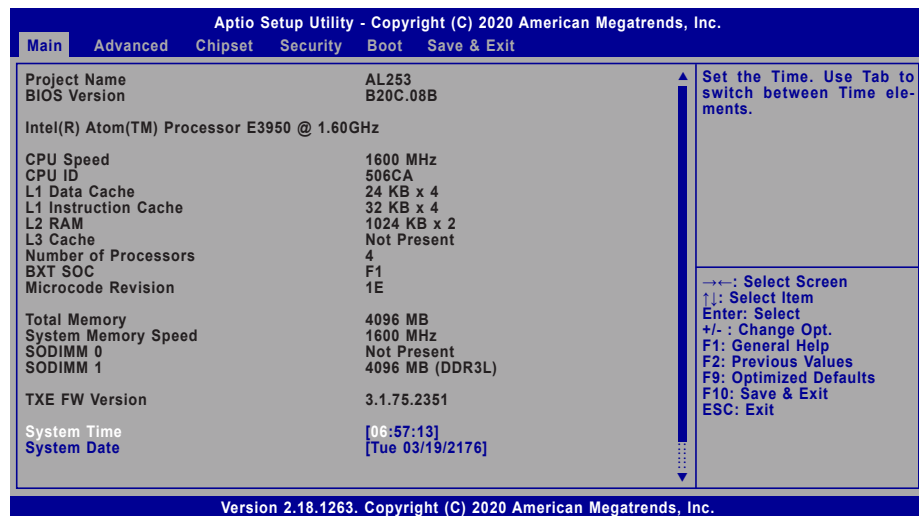 Aptio Setup Utility - Copyright (C) 2020 American Megatrends, Inc.
Main Advanced Chipset Security Boot Save & Exit
Project Name AL253
BIOS Version B20C.08B
Intel(R) Atom(TM) Processor E3950 @ 1.60GHz
CPU Speed 1600 MHz
CPU ID 506CA
L1 Data Cache 24 KB x 4
L1 Instruction Cache 32 KB x 4
L2 RAM 1024 KB x 2
L3 Cache Not Present
Number of Processors 4
BXT SOC F1
Microcode Revision 1E
Total Memory 4096 MB
System Memory Speed 1600 MHz
SODIMM 0 Not Present
SODIMM 1 4096 MB (DDR3L)
TXE FW Version 3.1.75.2351
System Time [06:57:13]
System Date [Tue 03/19/2176]
Set the Time. Use Tab to
switch between Time ele-
ments.
→←: Select Screen
↑↓: Select Item
Enter: Select
+/- : Change Opt.
F1: General Help
F2: Previous Values
F9: Optimized Defaults
F10: Save & Exit
ESC: Exit
Version 2.18.1263. Copyright (C) 2020 American Megatrends, Inc.